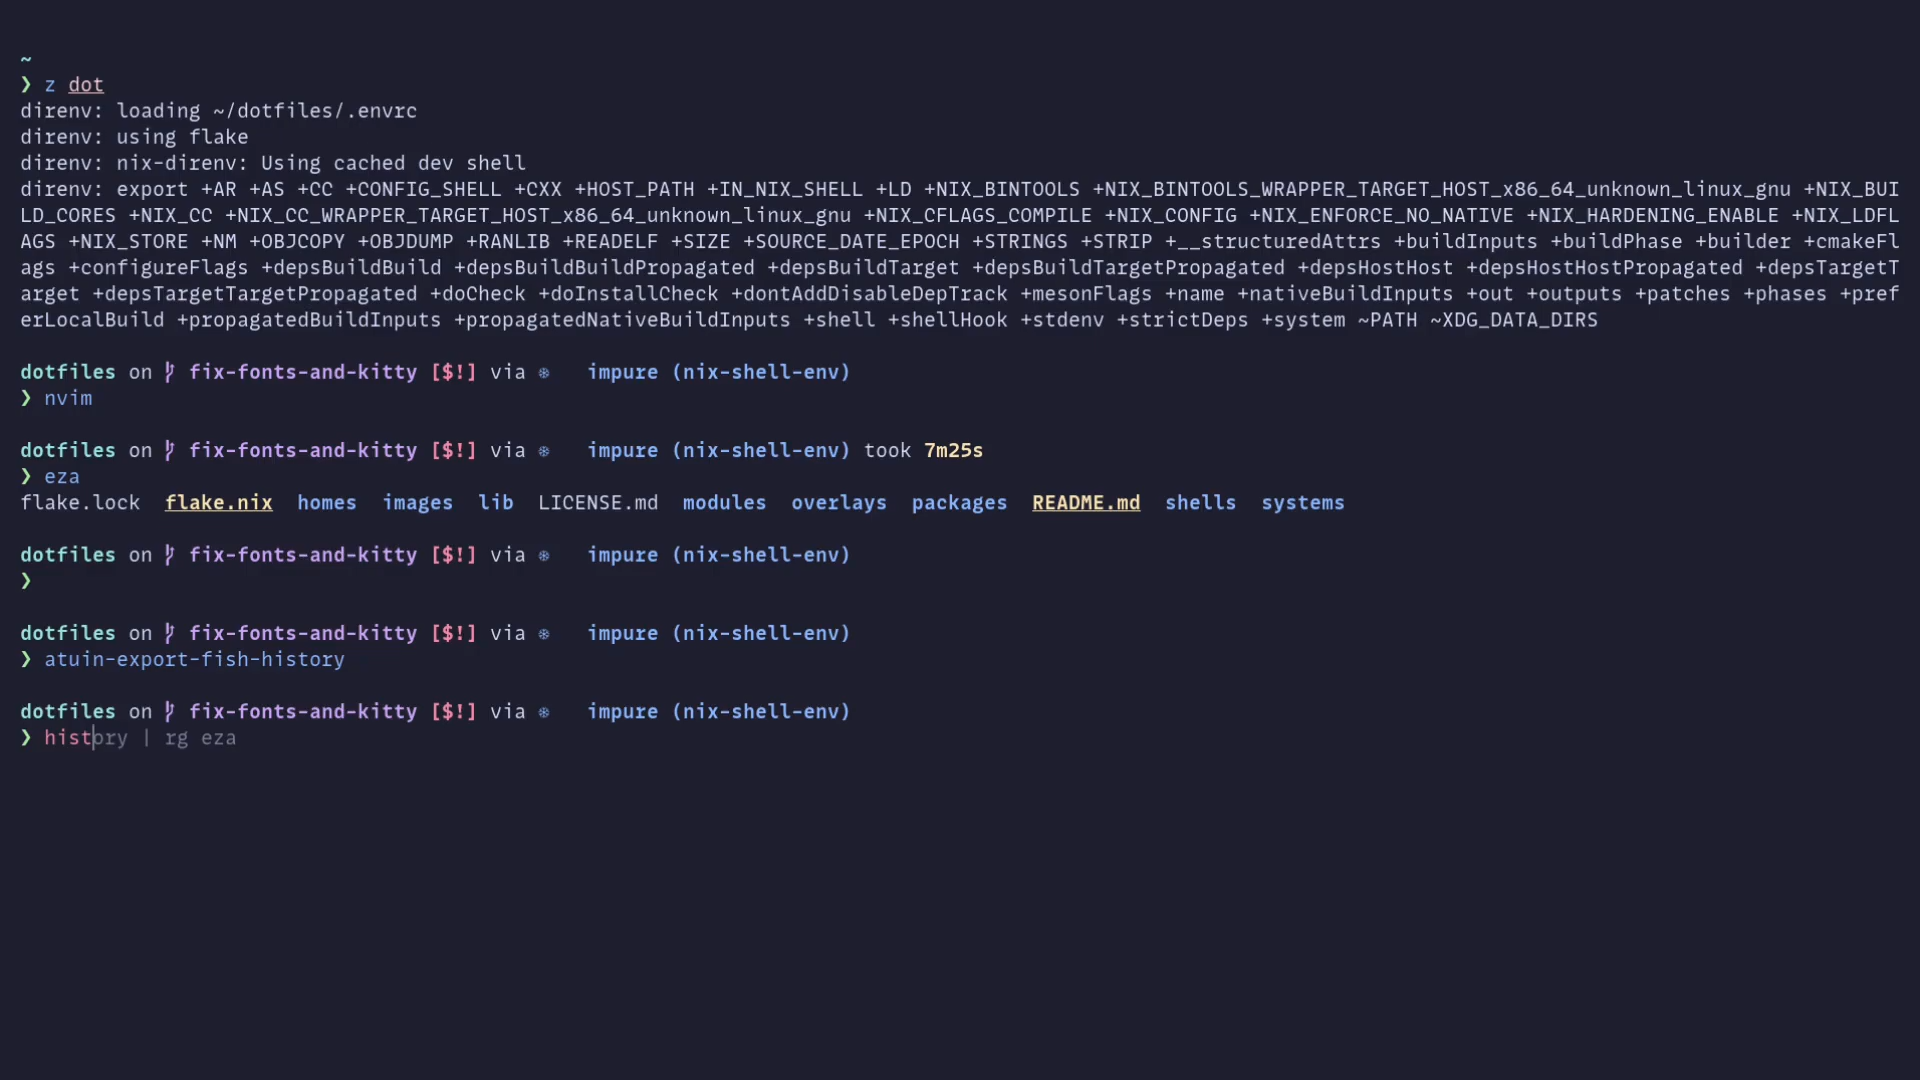 ~
❯ z dot
direnv: loading ~/dotfiles/.envrc
direnv: using flake
direnv: nix-direnv: Using cached dev shell
direnv: export +AR +AS +CC +CONFIG_SHELL +CXX +HOST_PATH +IN_NIX_SHELL +LD +NIX_BINTOOLS +NIX_BINTOOLS_WRAPPER_TARGET_HOST_x86_64_unknown_linux_gnu +NIX_BUI
LD_CORES +NIX_CC +NIX_CC_WRAPPER_TARGET_HOST_x86_64_unknown_linux_gnu +NIX_CFLAGS_COMPILE +NIX_CONFIG +NIX_ENFORCE_NO_NATIVE +NIX_HARDENING_ENABLE +NIX_LDFL
AGS +NIX_STORE +NM +OBJCOPY +OBJDUMP +RANLIB +READELF +SIZE +SOURCE_DATE_EPOCH +STRINGS +STRIP +__structuredAttrs +buildInputs +buildPhase +builder +cmakeFl
ags +configureFlags +depsBuildBuild +depsBuildBuildPropagated +depsBuildTarget +depsBuildTargetPropagated +depsHostHost +depsHostHostPropagated +depsTargetT
arget +depsTargetTargetPropagated +doCheck +doInstallCheck +dontAddDisableDepTrack +mesonFlags +name +nativeBuildInputs +out +outputs +patches +phases +pref
erLocalBuild +propagatedBuildInputs +propagatedNativeBuildInputs +shell +shellHook +stdenv +strictDeps +system ~PATH ~XDG_DATA_DIRS
dotfiles on fix-fonts-and-kitty [$!] via ❄ impure (nix-shell-env)
❯ nvim
dotfiles on fix-fonts-and-kitty [$!] via ❄ impure (nix-shell-env) took 7m25s
❯ eza
flake.lock flake.nix homes images lib LICENSE.md modules overlays packages README.md shells systems
dotfiles on fix-fonts-and-kitty [$!] via ❄ impure (nix-shell-env)
❯
dotfiles on fix-fonts-and-kitty [$!] via ❄ impure (nix-shell-env)
❯ atuin-export-fish-history
dotfiles on fix-fonts-and-kitty [$!] via ❄ impure (nix-shell-env)
❯ history | rg eza